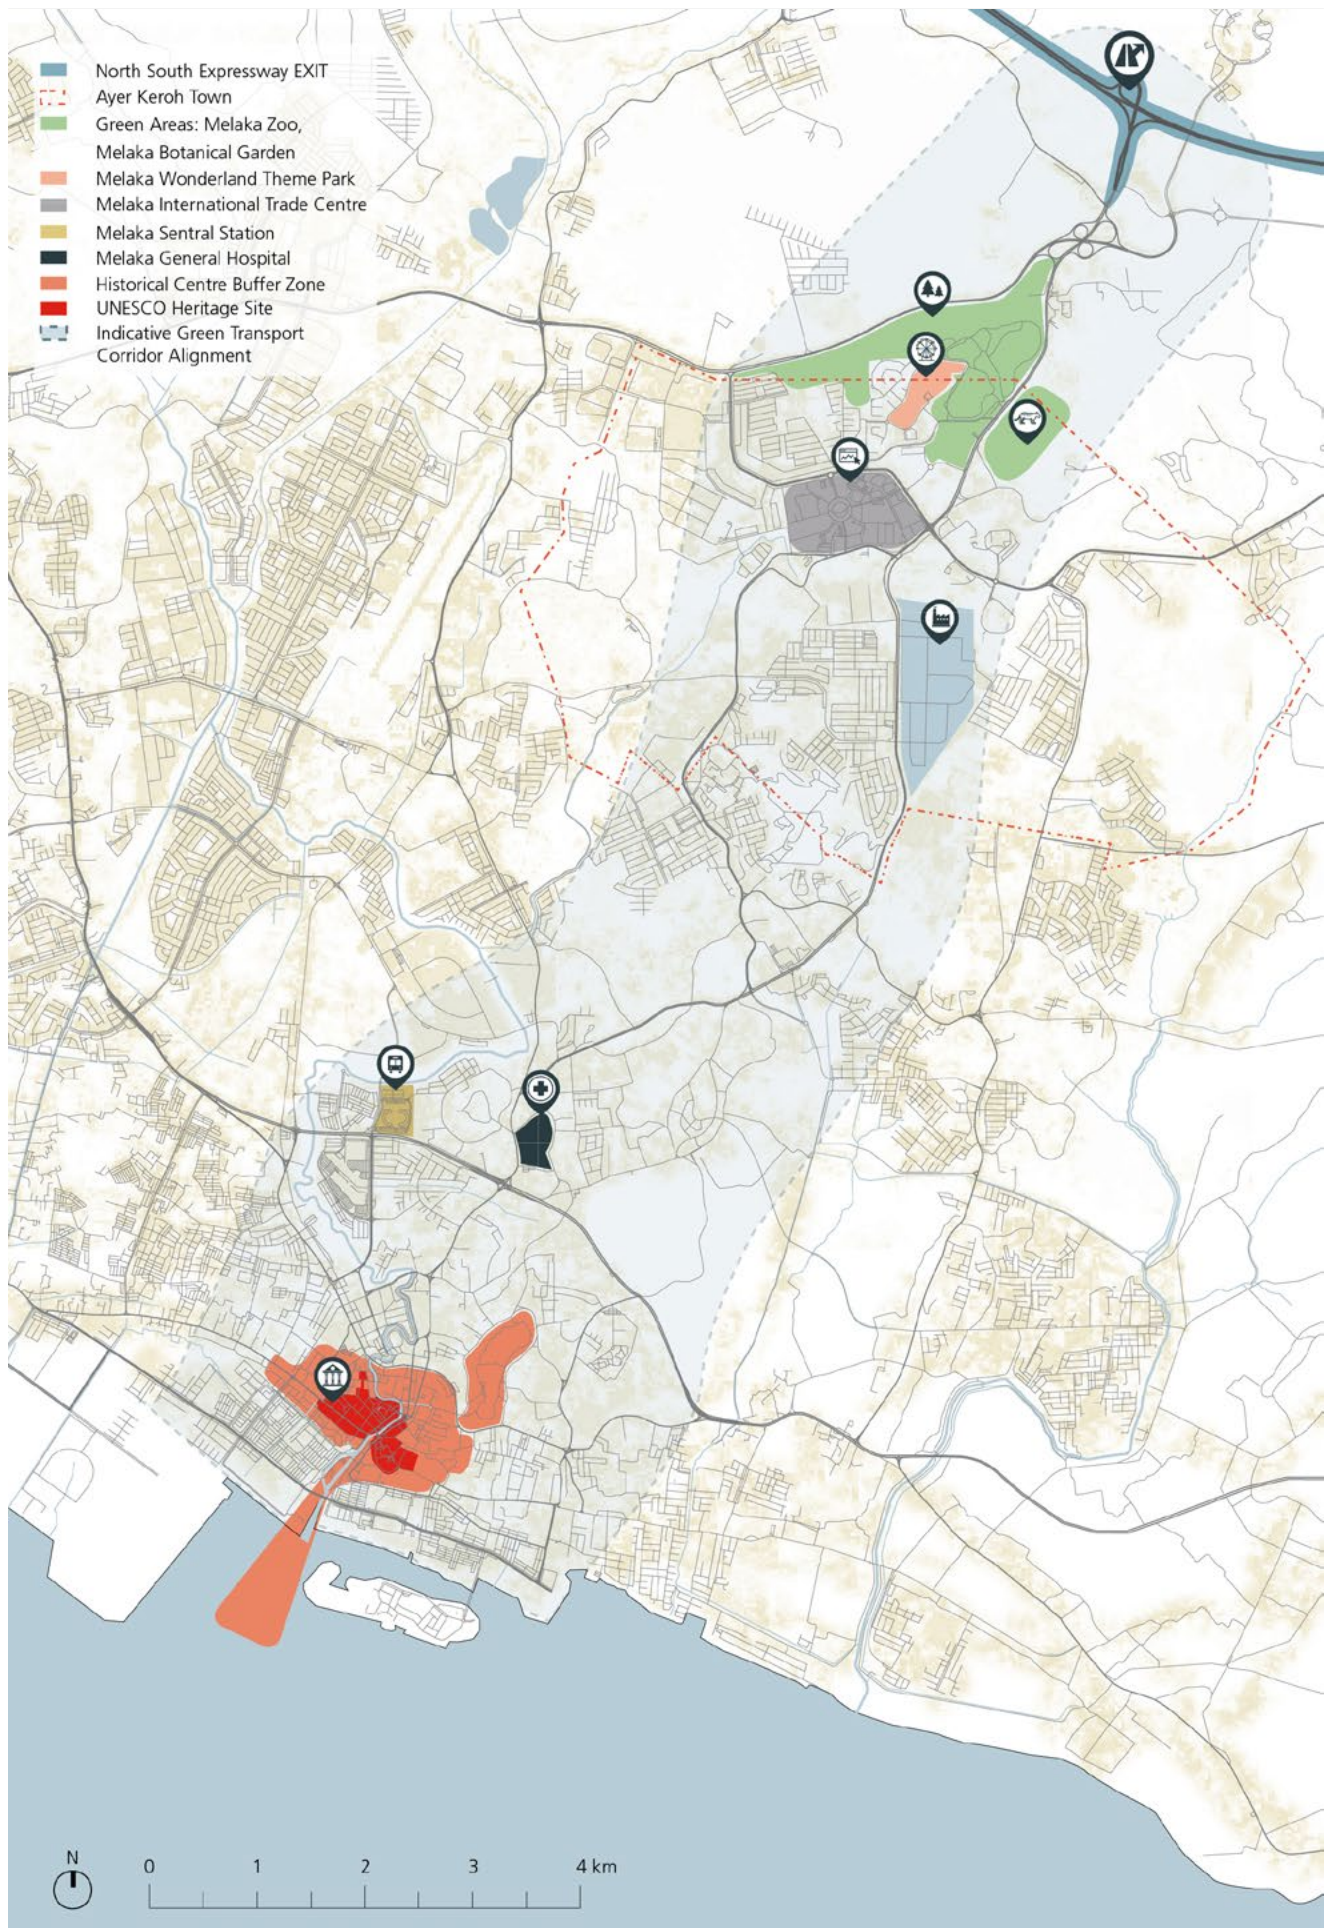 North South Expressway EXIT
Ayer Keroh Town
Green Areas: Melaka Zoo,
Melaka Botanical Garden
Melaka Wonderland Theme Park
Melaka International Trade Centre
Melaka Sentral Station
Melaka General Hospital
Historical Centre Buffer Zone
UNESCO Heritage Site
Indicative Green Transport
Corridor Alignment
N
0 1 2 3 4 km